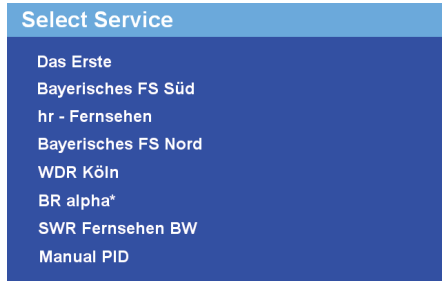 Select Service
Das Erste
Bayerisches FS Süd
hr - Fernsehen
Bayerisches FS Nord
WDR Köln
BR alpha*
SWR Fernsehen BW
Manual PID